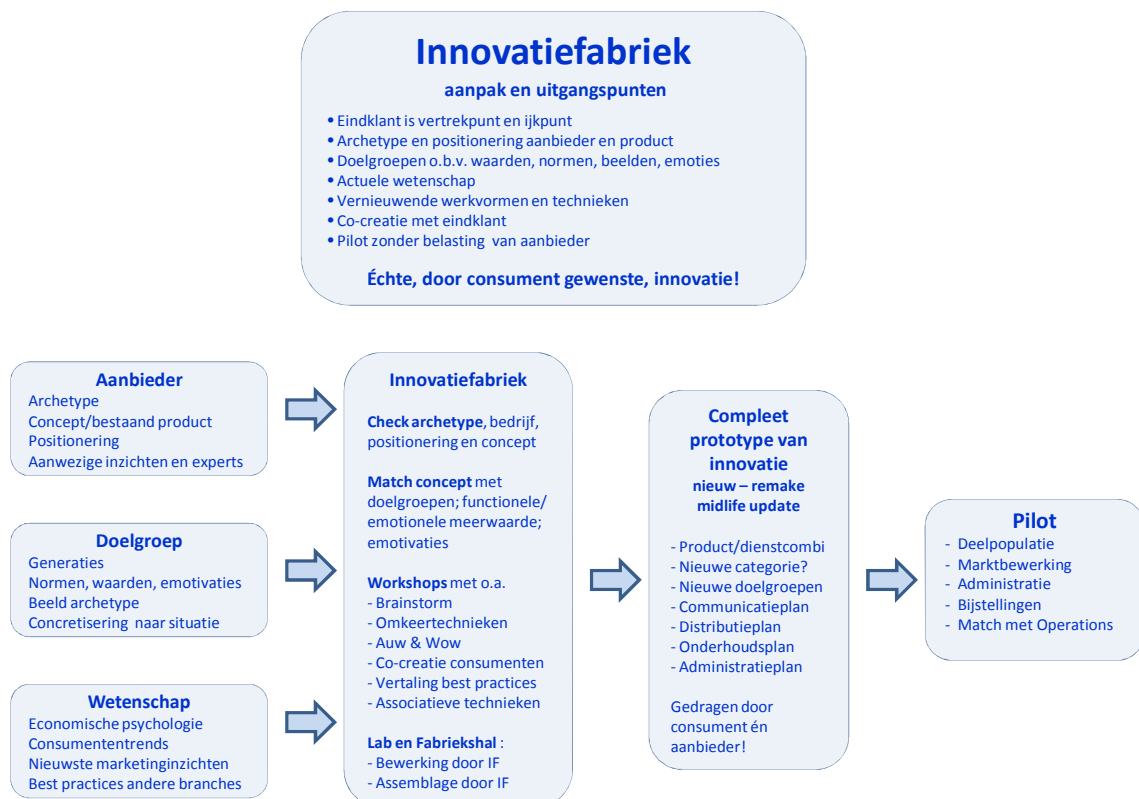 Innovatiefabriek
aanpak en uitgangspunten
• Eindklant is vertrekpunt en ijkpunt
• Archetype en positionering aanbieder en product
• Doelgroepen o.b.v. waarden, normen, beelden, emoties
• Actuele wetenschap
• Vernieuwende werkvormen en technieken
• Co-creatie met eindklant
• Pilot zonder belasting van aanbieder
Échte, door consument gewenste, innovatie!
Aanbieder
Archetype
Concept/bestaand product
Positionering
Aanwezige inzichten en experts
Doelgroep
Generaties
Normen, waarden, emotivaties
Beeld archetype
Concretisering naar situatie
Wetenschap
Economische psychologie
Consumententrends
Nieuwste marketinginzichten
Best practices andere branches
Innovatiefabriek
Check archetype, bedrijf,
positionering en concept
Match concept met
doelgroepen; functionele/
emotionele meerwaarde;
emotivaties
Workshops met o.a.
- Brainstorm
- Omkeertechnieken
- Auw & Wow
- Co-creatie consumenten
- Vertaling best practices
- Associatieve technieken
Lab en Fabriekshal :
- Bewerking door IF
- Assemblage door IF
Compleet
prototype van
innovatie
nieuw – remake
midlife update
- Product/dienstcombi
- Nieuwe categorie?
- Nieuwe doelgroepen
- Communicatieplan
- Distributieplan
- Onderhoudsplan
- Administratieplan
Gedragen door
consument én
aanbieder!
Pilot
- Deelpopulatie
- Marktbewerking
- Administratie
- Bijstellingen
- Match met Operations